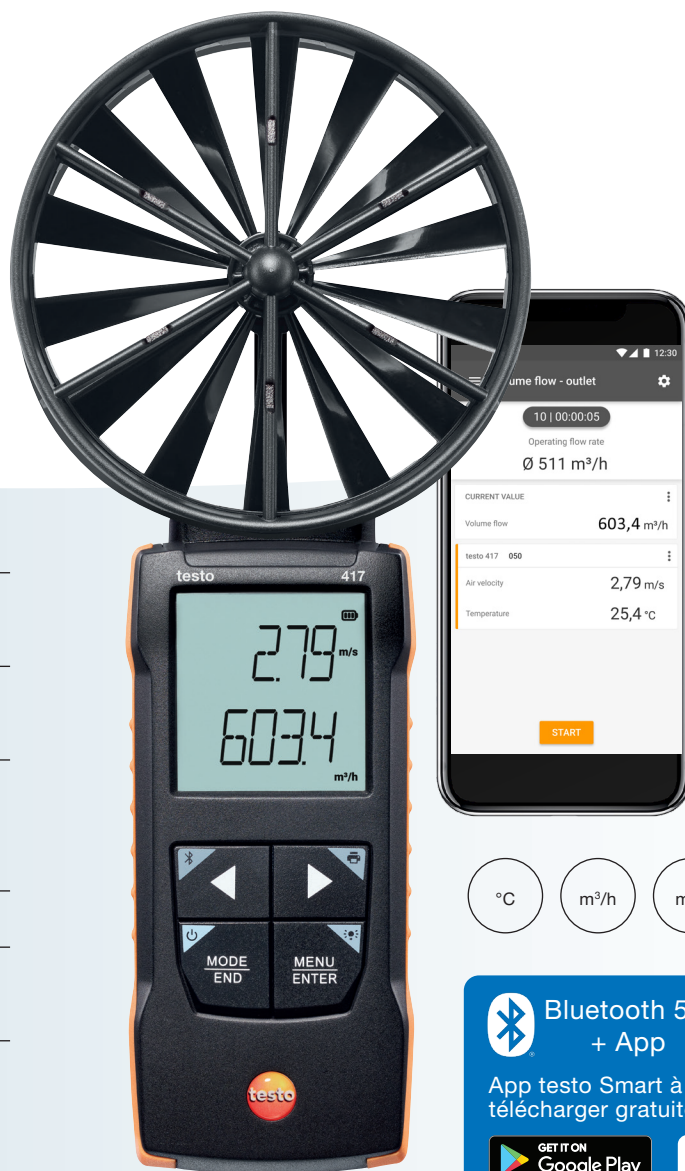 12:30
ume flow - outlet
10 | 00:00:05
Operating flow rate
Ø 511 m³/h
CURRENT VALUE
Volume flow 603,4 m³/h
testo 417 050
Air velocity 2,79 m/s
Temperature 25,4 °C
START
testo 417
2.79 m/s
603.4
m³/h
MODE
END
MENU
ENTER
testo
°C m³/h m
Bluetooth 5
+ App
App testo Smart à
télécharger gratuit
GET IT ON
Google Play